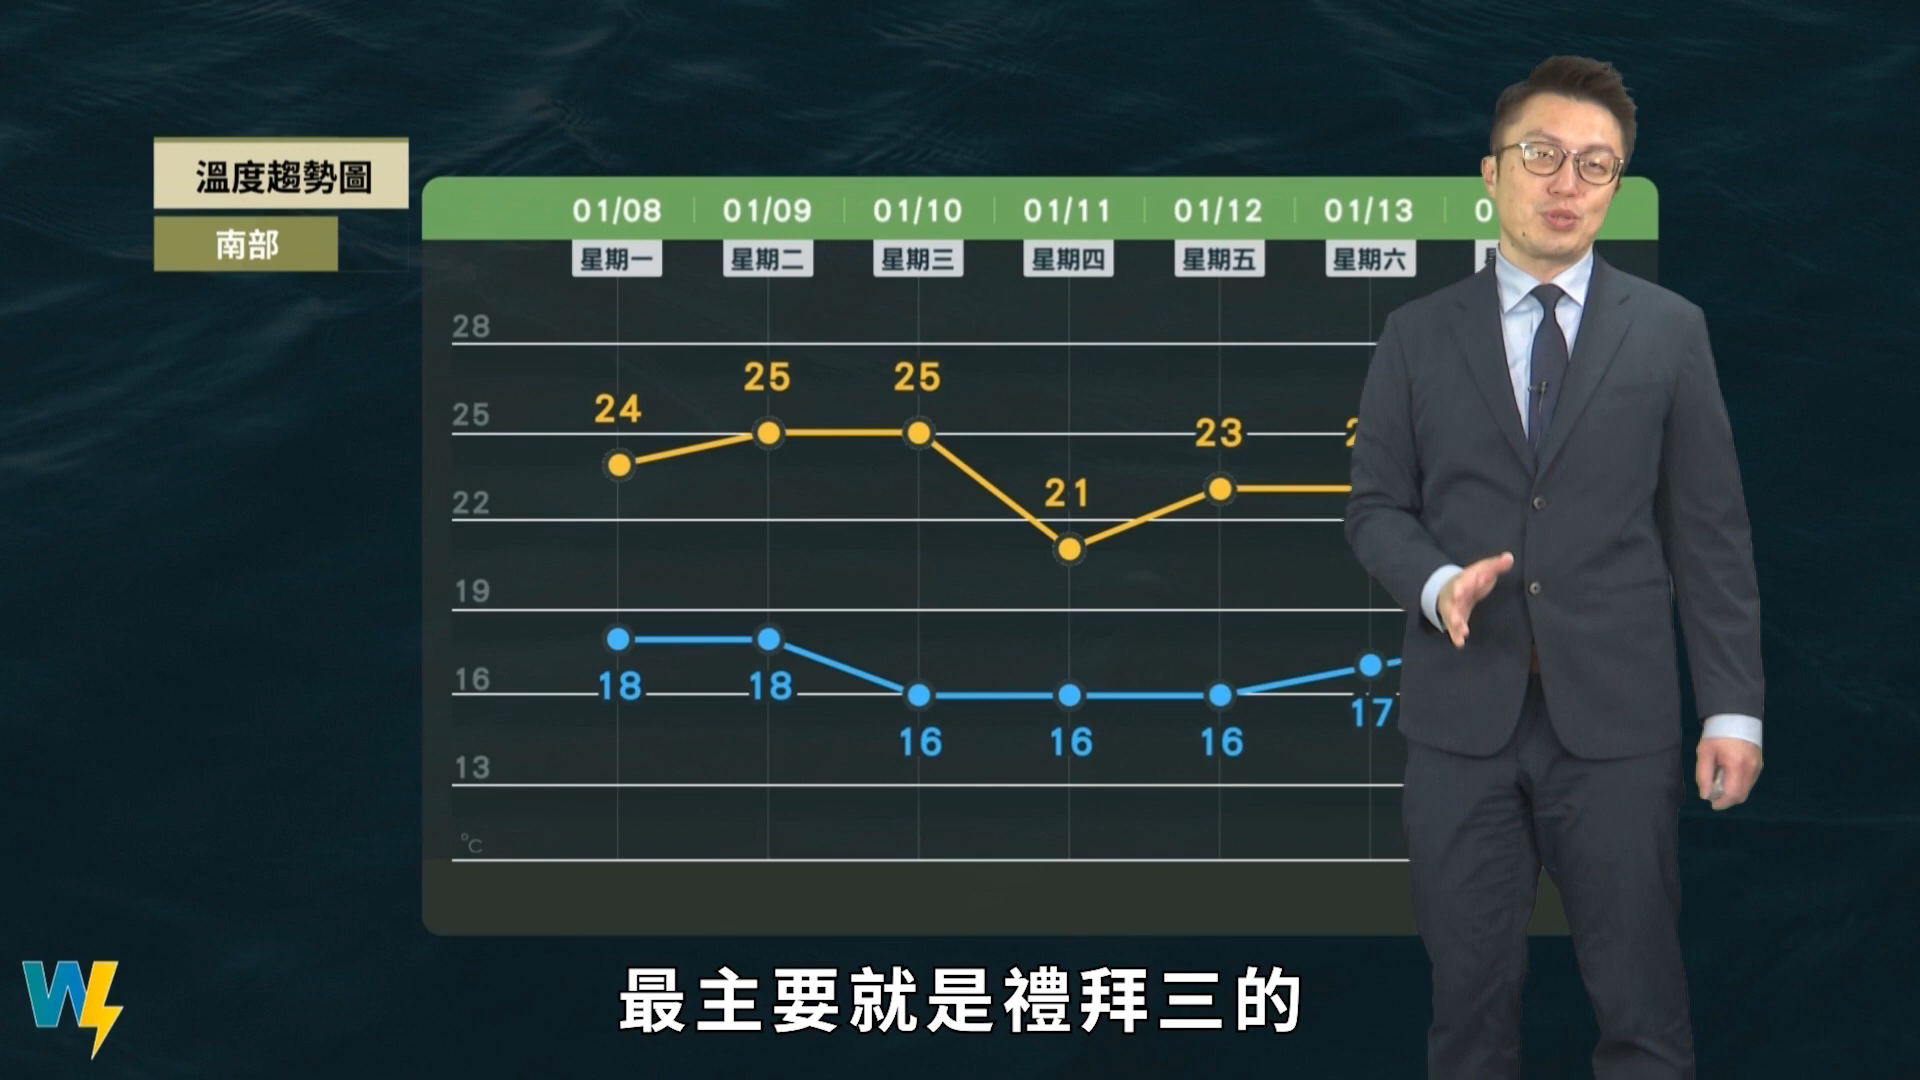 溫度趨勢圖
南部
01/08 01/09 01/10 01/11 01/12 01/13
星期一 星期二 星期三 星期四 星期五 星期六
28
25
22
19
16
13
°C
24 25 25 21 23
18 18 16 16 16 17
最主要就是禮拜三的